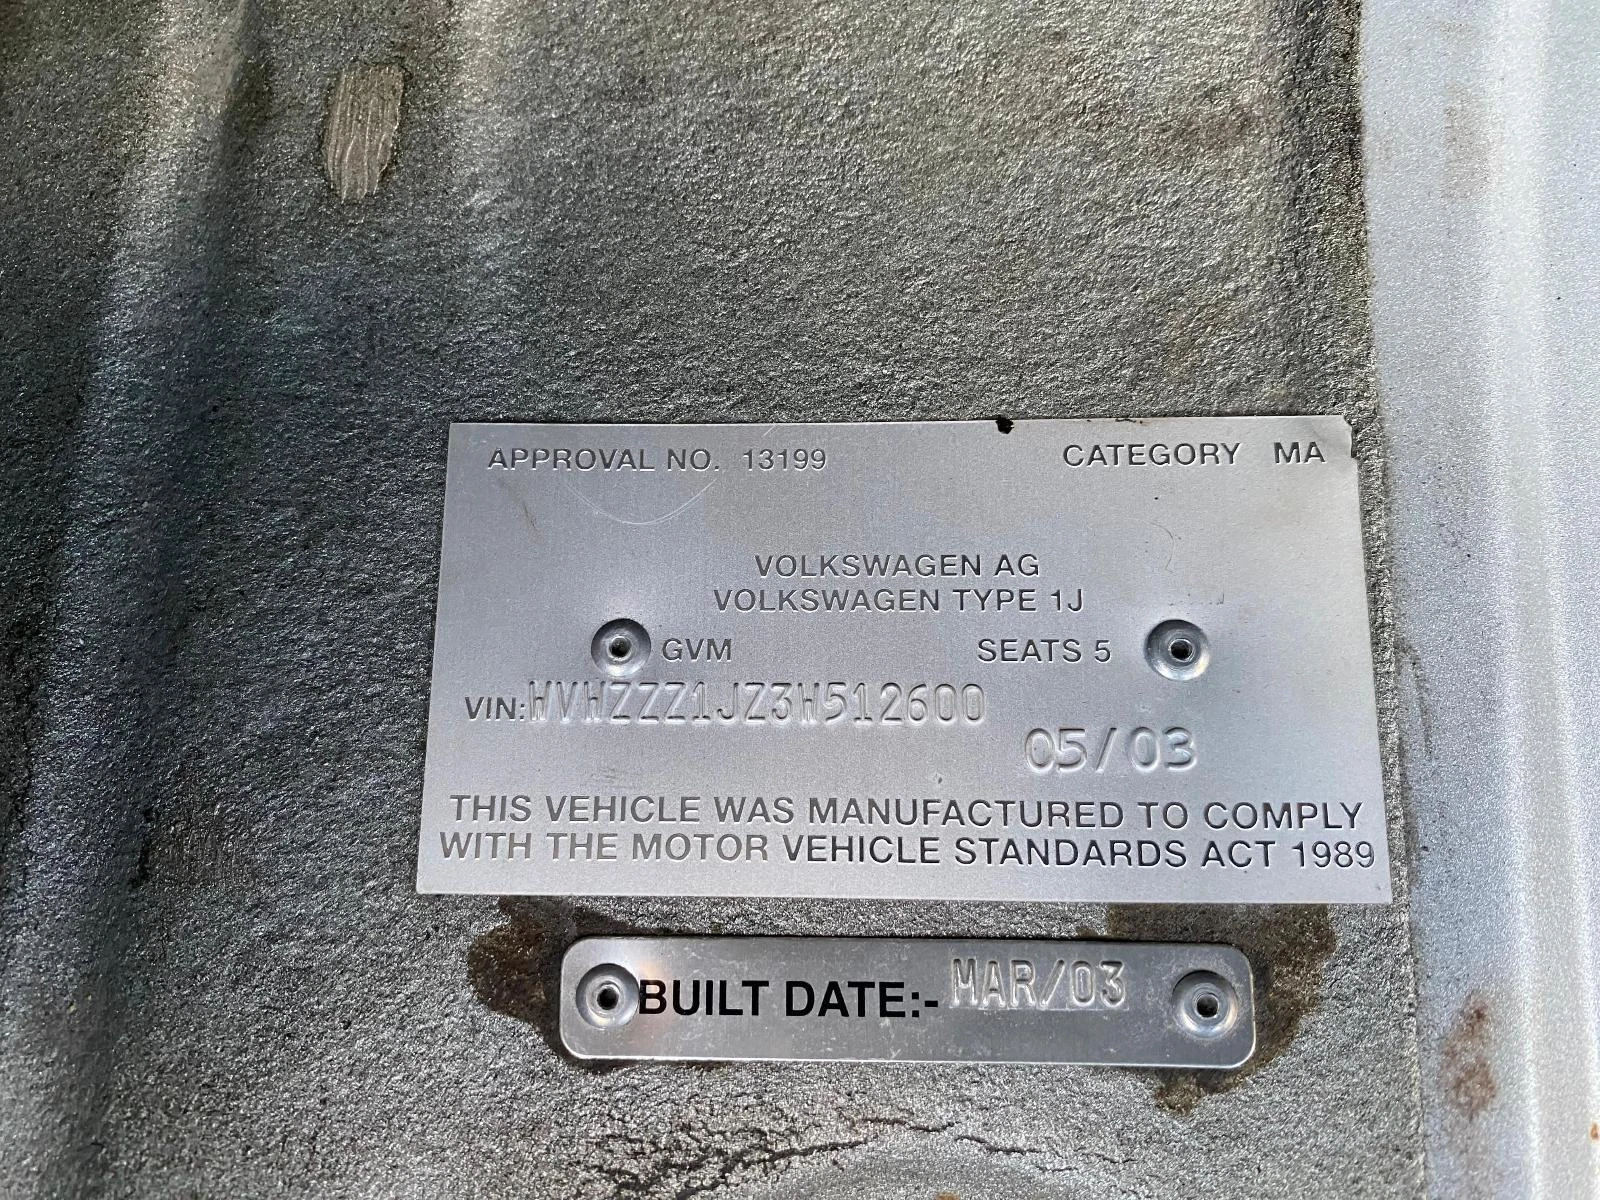 APPROVAL NO. 13199 CATEGORY MA
VOLKSWAGEN AG
VOLKSWAGEN TYPE 1J
GVM SEATS 5
VIN: WVWZZZ1JZ3W512600
05/03
THIS VEHICLE WAS MANUFACTURED TO COMPLY
WITH THE MOTOR VEHICLE STANDARDS ACT 1989
BUILT DATE:- MAR/03